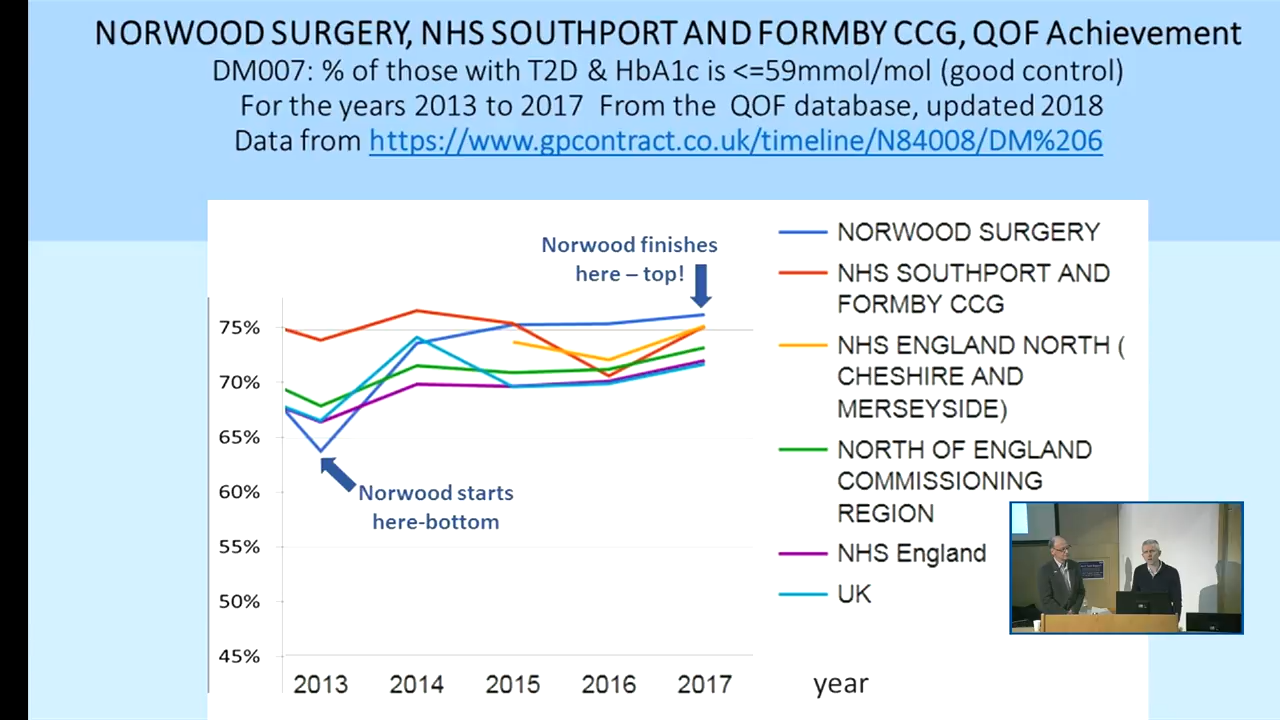 NORWOOD SURGERY, NHS SOUTHPORT AND FORMBY CCG, QOF Achievement
DM007: % of those with T2D & HbA1c is <=59mmol/mol (good control)
For the years 2013 to 2017 From the QOF database, updated 2018
Data from https://www.gpcontract.co.uk/timeline/N84008/DM%206
Norwood finishes
here – top!
75%
70%
65%
60%
55%
50%
45%
Norwood starts
here-bottom
2013 2014 2015 2016 2017 year
NORWOOD SURGERY
NHS SOUTHPORT AND
FORMBY CCG
NHS ENGLAND NORTH (
CHESHIRE AND
MERSEYSIDE)
NORTH OF ENGLAND
COMMISSIONING
REGION
NHS England
UK